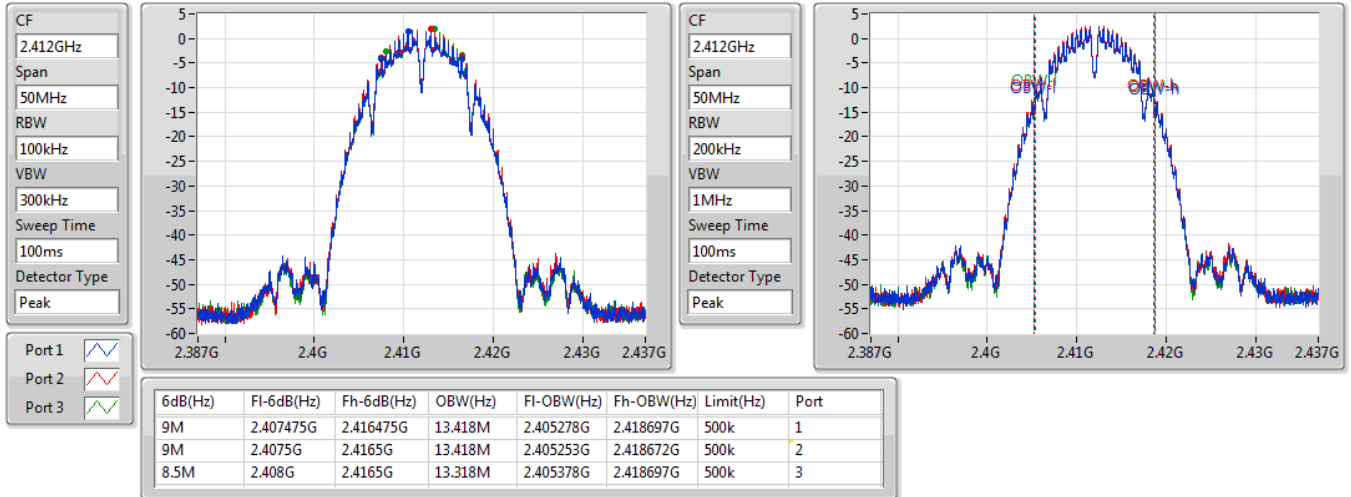 CF
2.412GHz
Span
50MHz
RBW
100kHz
VBW
300kHz
Sweep Time
100ms
Detector Type
Peak
5
0
-5
-10
-15
-20
-25
-30
-35
-40
-45
-50
-55
-60
2.387G 2.4G 2.41G 2.42G 2.43G 2.437G
CF
2.412GHz
Span
50MHz
RBW
200kHz
VBW
1MHz
Sweep Time
100ms
Detector Type
Peak
5
0
-5
-10
-15
-20
-25
-30
-35
-40
-45
-50
-55
-60
OBW-l OBW-h
2.387G 2.4G 2.41G 2.42G 2.43G 2.437G
Port 1
Port 2
Port 3
6dB(Hz) Fl-6dB(Hz) Fh-6dB(Hz) OBW(Hz) Fl-OBW(Hz) Fh-OBW(Hz) Limit(Hz) Port
9M 2.407475G 2.416475G 13.418M 2.405278G 2.418697G 500k 1
9M 2.4075G 2.4165G 13.418M 2.405253G 2.418672G 500k 2
8.5M 2.408G 2.4165G 13.318M 2.405378G 2.418697G 500k 3